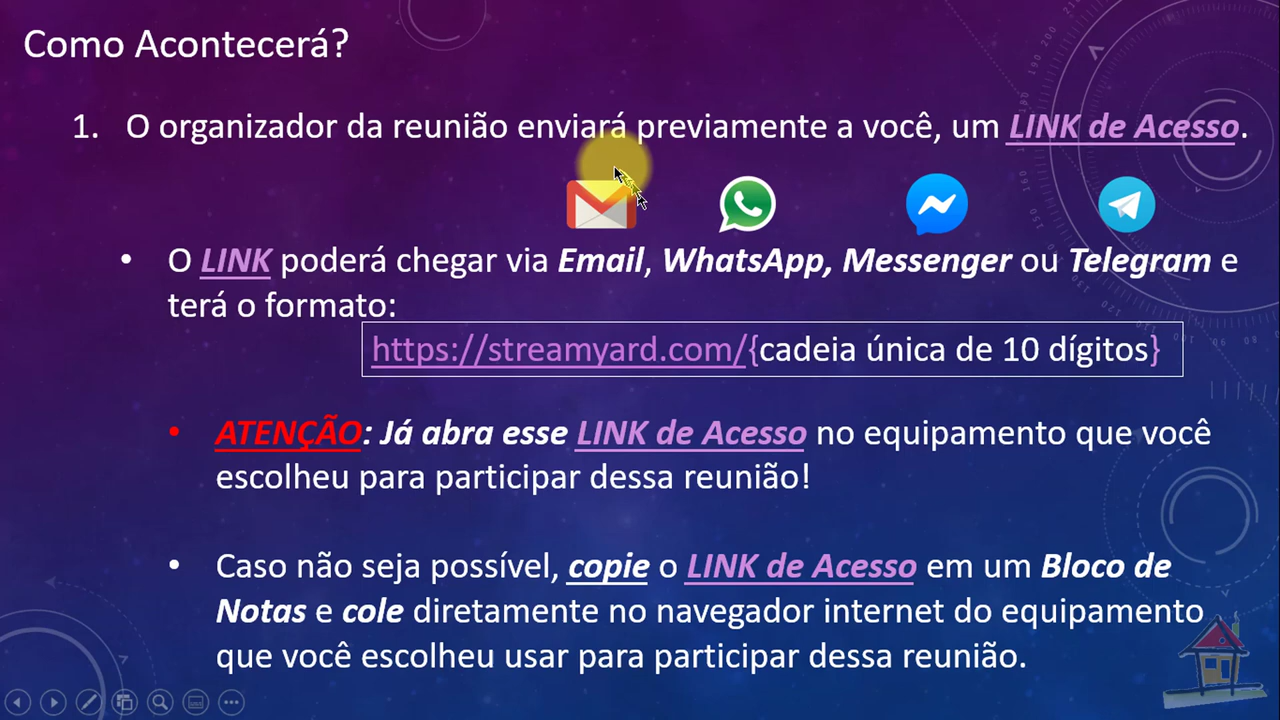 Como Acontecerá?
1. O organizador da reunião enviará previamente a você, um LINK de Acesso.
• O LINK poderá chegar via Email, WhatsApp, Messenger ou Telegram e
terá o formato:
https://streamyard.com/{cadeia única de 10 dígitos}
• ATENÇÃO: Já abra esse LINK de Acesso no equipamento que você
escolheu para participar dessa reunião!
• Caso não seja possível, copie o LINK de Acesso em um Bloco de
Notas e cole diretamente no navegador internet do equipamento
que você escolheu usar para participar dessa reunião.